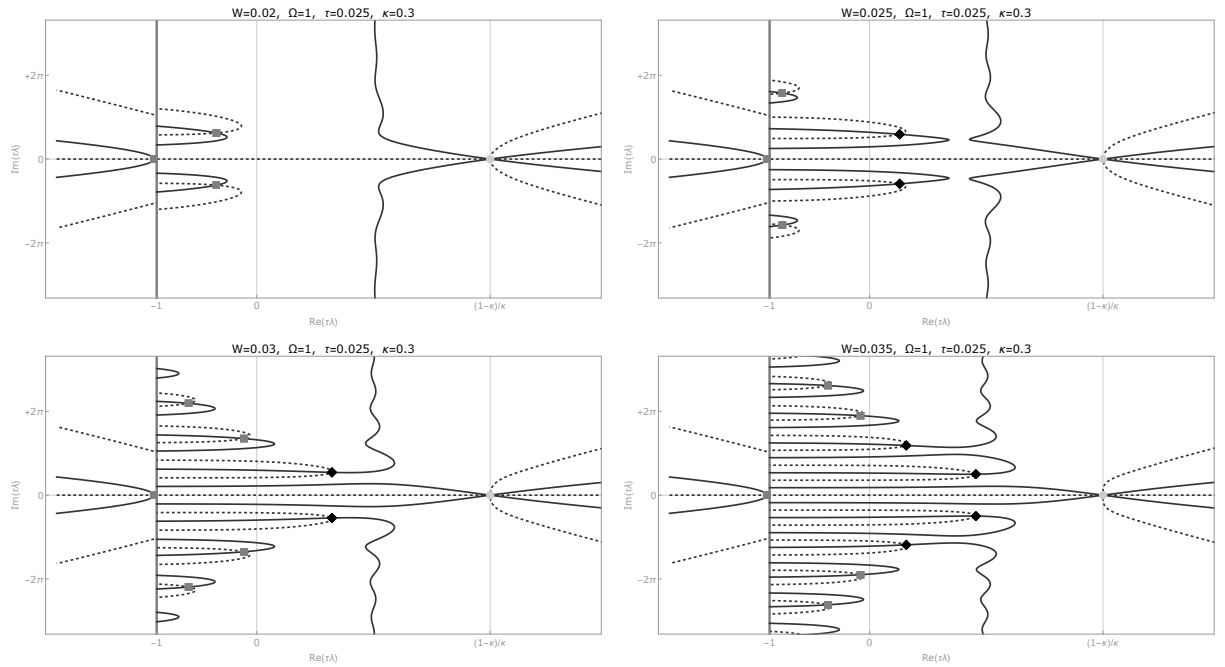 W=0.02, Ω=1, τ=0.025, κ=0.3
+2π
0
−2π
Im(τλ)
−1
0
(1−κ)/κ
Re(τλ)
W=0.025, Ω=1, τ=0.025, κ=0.3
+2π
0
−2π
Im(τλ)
−1
0
(1−κ)/κ
Re(τλ)
W=0.03, Ω=1, τ=0.025, κ=0.3
+2π
0
−2π
Im(τλ)
−1
0
(1−κ)/κ
Re(τλ)
W=0.035, Ω=1, τ=0.025, κ=0.3
+2π
0
−2π
Im(τλ)
−1
0
(1−κ)/κ
Re(τλ)